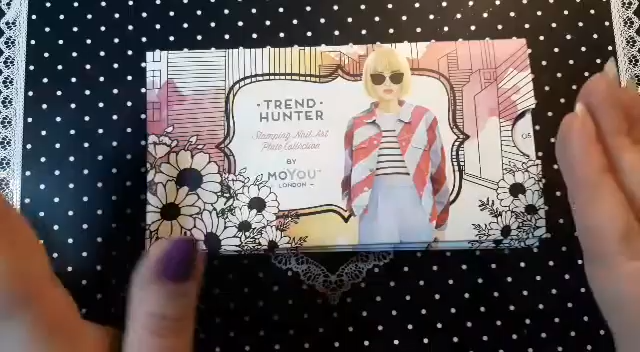 · TREND ·
HUNTER
Stamping Nail Art
Plate Collection
BY
MOYOU
LONDON